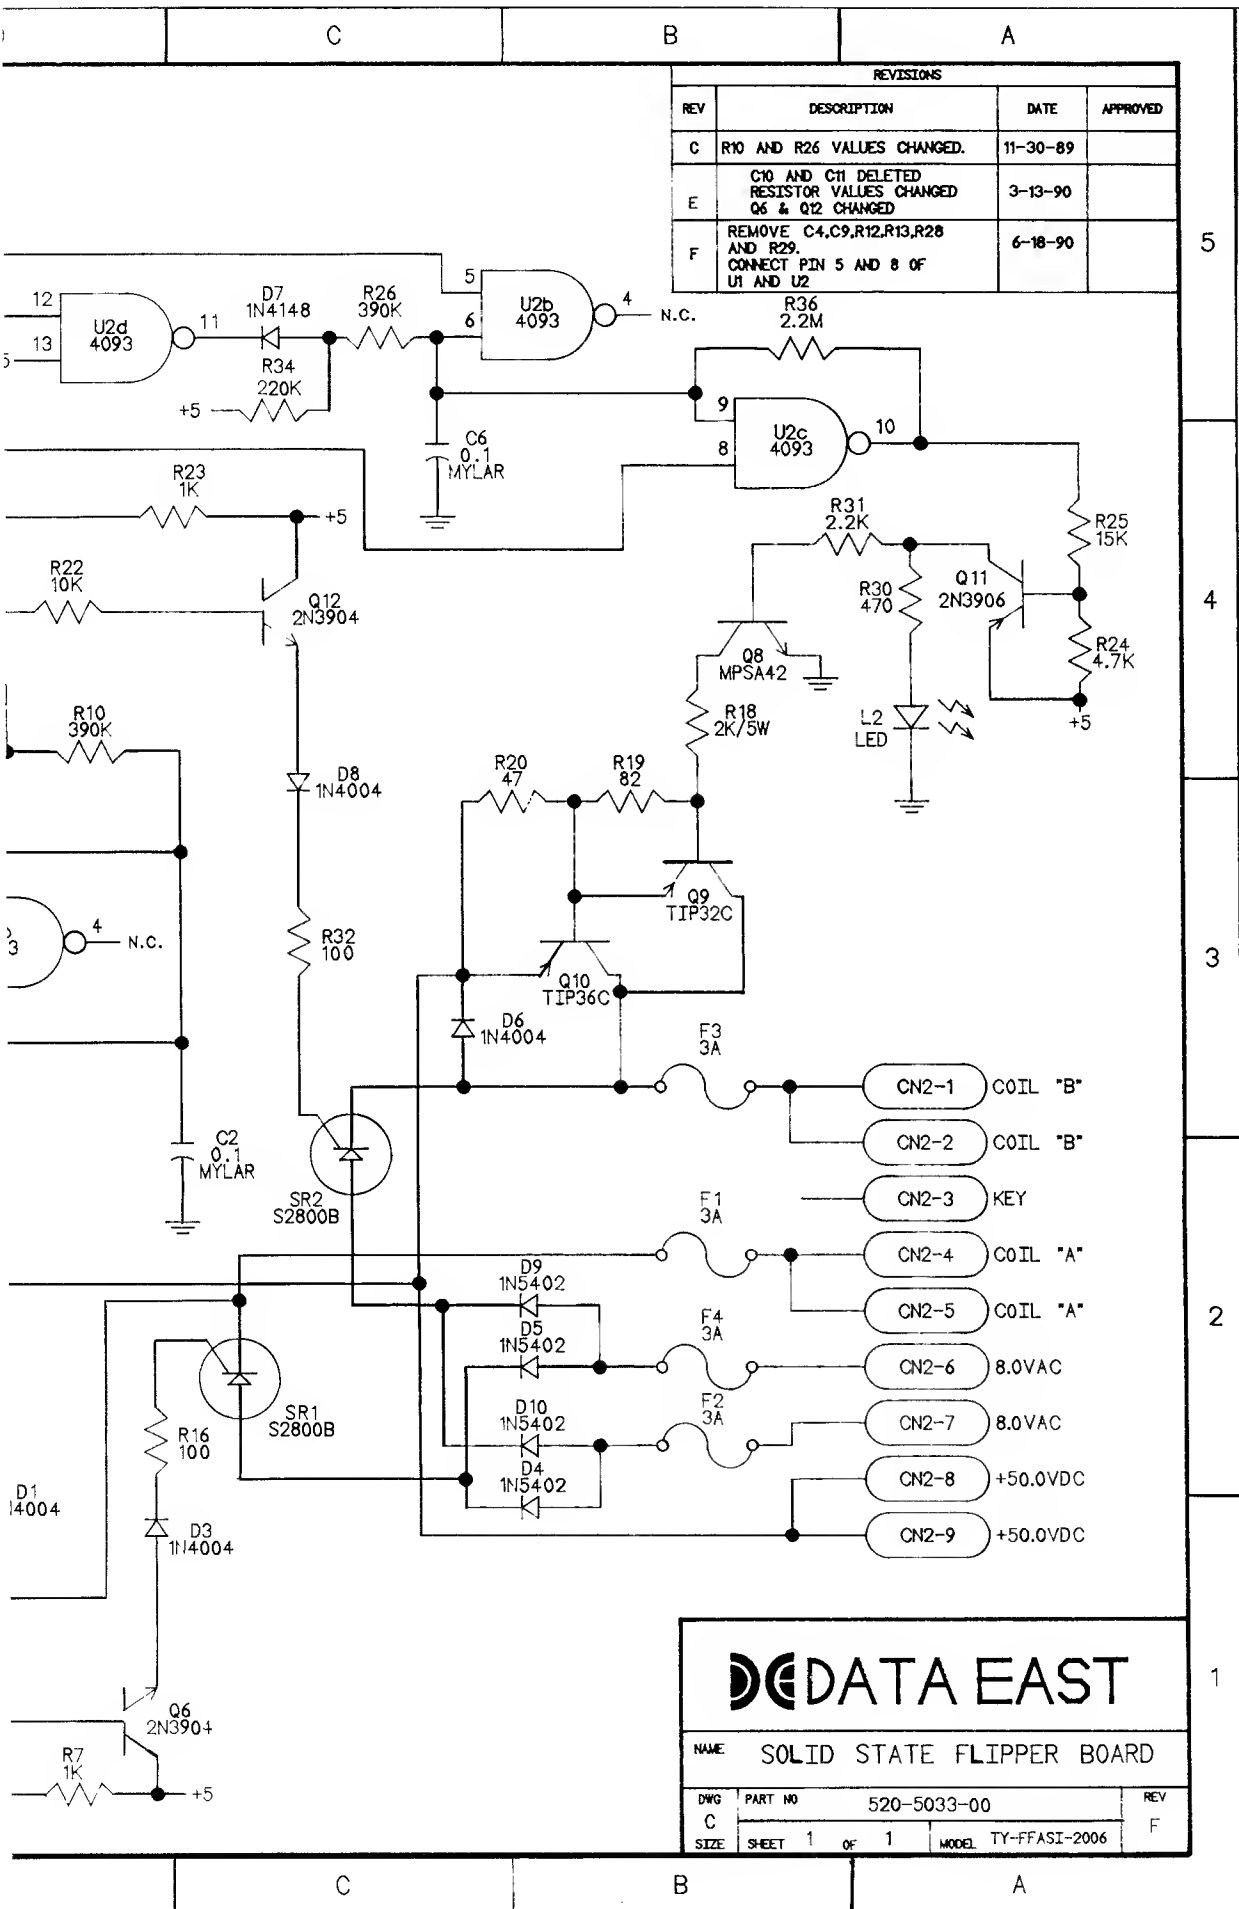 C B A
REVISIONS
REV DESCRIPTION DATE APPROVED
C R10 AND R26 VALUES CHANGED. 11-30-89
E C10 AND C11 DELETED
RESISTOR VALUES CHANGED 3-13-90
Q6 & Q12 CHANGED
F REMOVE C4,C9,R12,R13,R28
AND R29. 6-18-90
CONNECT PIN 5 AND 8 OF
U1 AND U2
5
12
13
U2d
4093
11
D7
1N4148
R26
390K
R34
220K
+5
5
6
U2b
4093
4
N.C.
R36
2.2M
9
8
U2c
4093
10
C6
0.1
MYLAR
R23
1K
+5
R22
10K
Q12
2N3904
R31
2.2K
R30
470
Q11
2N3906
R25
15K
R24
4.7K
+5
4
Q8
MPSA42
L2
LED
R18
2K/5W
R10
390K
D8
1N4004
R20
47
R19
82
Q9
TIP32C
Q10
TIP36C
3
4
N.C.
R32
100
D6
1N4004
F3
3A
CN2-1 COIL "B"
CN2-2 COIL "B"
CN2-3 KEY
CN2-4 COIL "A"
CN2-5 COIL "A"
CN2-6 8.0VAC
CN2-7 8.0VAC
CN2-8 +50.0VDC
CN2-9 +50.0VDC
C2
0.1
MYLAR
SR2
S2800B
F1
3A
D9
1N5402
D5
1N5402
F4
3A
D10
1N5402
F2
3A
D4
1N5402
2
SR1
S2800B
R16
100
D1
1N4004
D3
1N4004
Q6
2N3904
R7
1K
+5
1
DATA EAST
NAME SOLID STATE FLIPPER BOARD
DWG C SIZE
PART NO 520-5033-00
REV F
SHEET 1 OF 1 MODEL TY-FFASI-2006
C B A